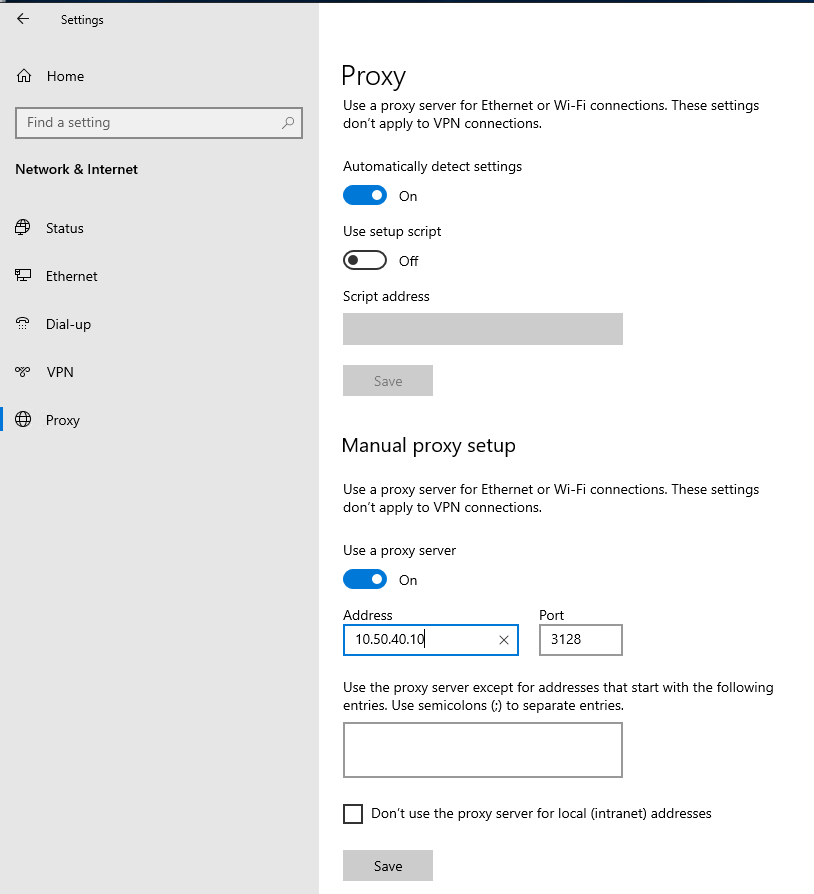 Settings
Home
Find a setting
Network & Internet
Status
Ethernet
Dial-up
VPN
Proxy
Proxy
Use a proxy server for Ethernet or Wi-Fi connections. These settings
don't apply to VPN connections.
Automatically detect settings
On
Use setup script
Off
Script address
Save
Manual proxy setup
Use a proxy server for Ethernet or Wi-Fi connections. These settings
don't apply to VPN connections.
Use a proxy server
On
Address Port
10.50.40.10 3128
Use the proxy server except for addresses that start with the following
entries. Use semicolons (;) to separate entries.
Don't use the proxy server for local (intranet) addresses
Save